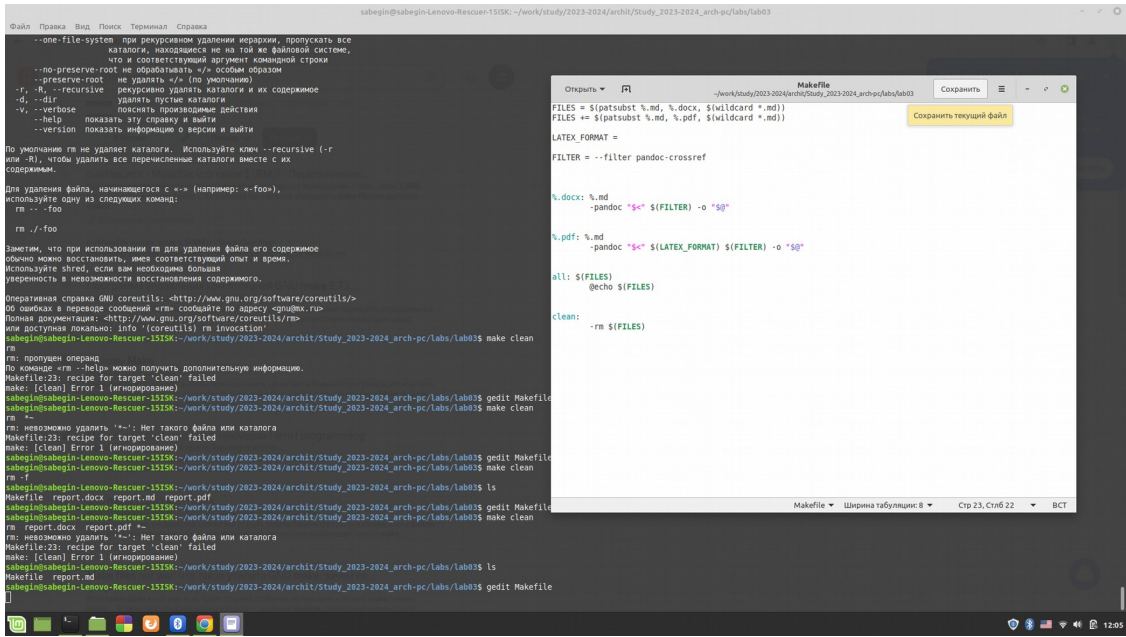 sabegin@sabegin-Lenovo-Rescuer-15ISK: ~/work/study/2023-2024/archit/Study_2023-2024_arch-pc/labs/lab03
Файл Правка Вид Поиск Терминал Справка
--one-file-system при рекурсивном удалении иерархии, пропускать все
каталоги, находящиеся не на той же файловой системе,
что и соответствующий аргумент командной строки
--no-preserve-root не обрабатывать «/» особым образом
--preserve-root не удалять «/» (по умолчанию)
-r, -R, --recursive рекурсивно удалять каталоги и их содержимое
-d, --dir удалять пустые каталоги
-v, --verbose пояснять производимые действия
--help показать эту справку и выйти
--version показать информацию о версии и выйти
По умолчанию rm не удаляет каталоги. Используйте ключ --recursive (-r
или -R), чтобы удалить все перечисленные каталоги вместе с их
содержимым.
Для удаления файла, начинающегося с «-» (например: «-foo»),
используйте одну из следующих команд:
rm -- -foo
rm ./-foo
Заметим, что при использовании rm для удаления файла его содержимое
обычно можно восстановить, имея соответствующий опыт и время.
Используйте shred, если вам необходима большая
уверенность в невозможности восстановления содержимого.
Оперативная справка GNU coreutils: <http://www.gnu.org/software/coreutils/>
Об ошибках в переводе сообщений «rm» сообщайте по адресу <gnu@mx.ru>
Полная документация: <http://www.gnu.org/software/coreutils/rm>
или доступная локально: info '(coreutils) rm invocation'
sabegin@sabegin-Lenovo-Rescuer-15ISK:~/work/study/2023-2024/archit/Study_2023-2024_arch-pc/labs/lab03$ make clean
rm
rm: пропущен операнд
По команде «rm --help» можно получить дополнительную информацию.
Makefile:23: recipe for target 'clean' failed
make: [clean] Error 1 (игнорирование)
sabegin@sabegin-Lenovo-Rescuer-15ISK:~/work/study/2023-2024/archit/Study_2023-2024_arch-pc/labs/lab03$ gedit Makefile
sabegin@sabegin-Lenovo-Rescuer-15ISK:~/work/study/2023-2024/archit/Study_2023-2024_arch-pc/labs/lab03$ make clean
rm *~
rm: невозможно удалить '*~': Нет такого файла или каталога
Makefile:23: recipe for target 'clean' failed
make: [clean] Error 1 (игнорирование)
sabegin@sabegin-Lenovo-Rescuer-15ISK:~/work/study/2023-2024/archit/Study_2023-2024_arch-pc/labs/lab03$ gedit Makefile
sabegin@sabegin-Lenovo-Rescuer-15ISK:~/work/study/2023-2024/archit/Study_2023-2024_arch-pc/labs/lab03$ make clean
rm -f
sabegin@sabegin-Lenovo-Rescuer-15ISK:~/work/study/2023-2024/archit/Study_2023-2024_arch-pc/labs/lab03$ ls
Makefile report.docx report.md report.pdf
sabegin@sabegin-Lenovo-Rescuer-15ISK:~/work/study/2023-2024/archit/Study_2023-2024_arch-pc/labs/lab03$ gedit Makefile
sabegin@sabegin-Lenovo-Rescuer-15ISK:~/work/study/2023-2024/archit/Study_2023-2024_arch-pc/labs/lab03$ make clean
rm report.docx report.pdf *~
rm: невозможно удалить '*~': Нет такого файла или каталога
Makefile:23: recipe for target 'clean' failed
make: [clean] Error 1 (игнорирование)
sabegin@sabegin-Lenovo-Rescuer-15ISK:~/work/study/2023-2024/archit/Study_2023-2024_arch-pc/labs/lab03$ ls
Makefile report.md
sabegin@sabegin-Lenovo-Rescuer-15ISK:~/work/study/2023-2024/archit/Study_2023-2024_arch-pc/labs/lab03$ gedit Makefile
Открыть
Makefile
~/work/study/2023-2024/archit/Study_2023-2024_arch-pc/labs/lab03
Сохранить
Сохранить текущий файл
FILES = $(patsubst %.md, %.docx, $(wildcard *.md))
FILES += $(patsubst %.md, %.pdf, $(wildcard *.md))
LATEX_FORMAT =
FILTER = --filter pandoc-crossref
%.docx: %.md
-pandoc "$<" $(FILTER) -o "$@"
%.pdf: %.md
-pandoc "$<" $(LATEX_FORMAT) $(FILTER) -o "$@"
all: $(FILES)
@echo $(FILES)
clean:
-rm $(FILES)
Makefile Ширина табуляции: 8 Стр 23, Стлб 22 ВСТ
12:05